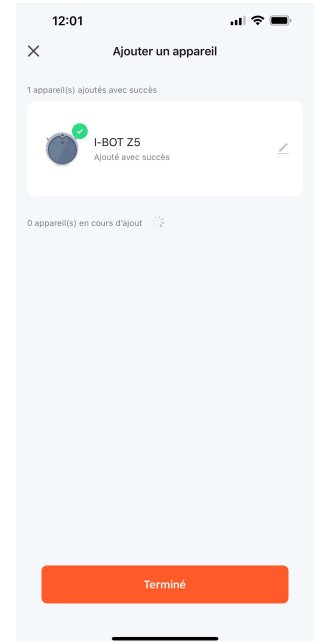 12:01
Ajouter un appareil
1 appareil(s) ajoutés avec succès
I-BOT Z5
Ajouté avec succès
0 appareil(s) en cours d'ajout
Terminé